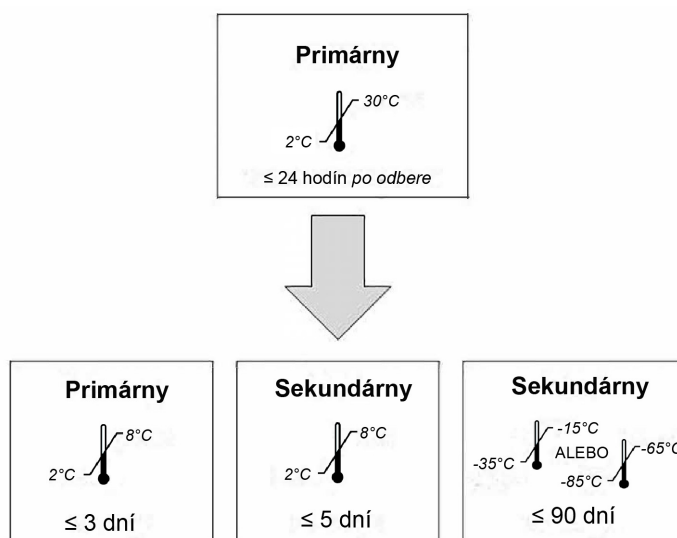 Primárny
30°C
2°C
≤ 24 hodín po odbere
Primárny
8°C
2°C
≤ 3 dní
Sekundárny
8°C
2°C
≤ 5 dní
Sekundárny
-15°C
-35°C
ALEBO
-65°C
-85°C
≤ 90 dní